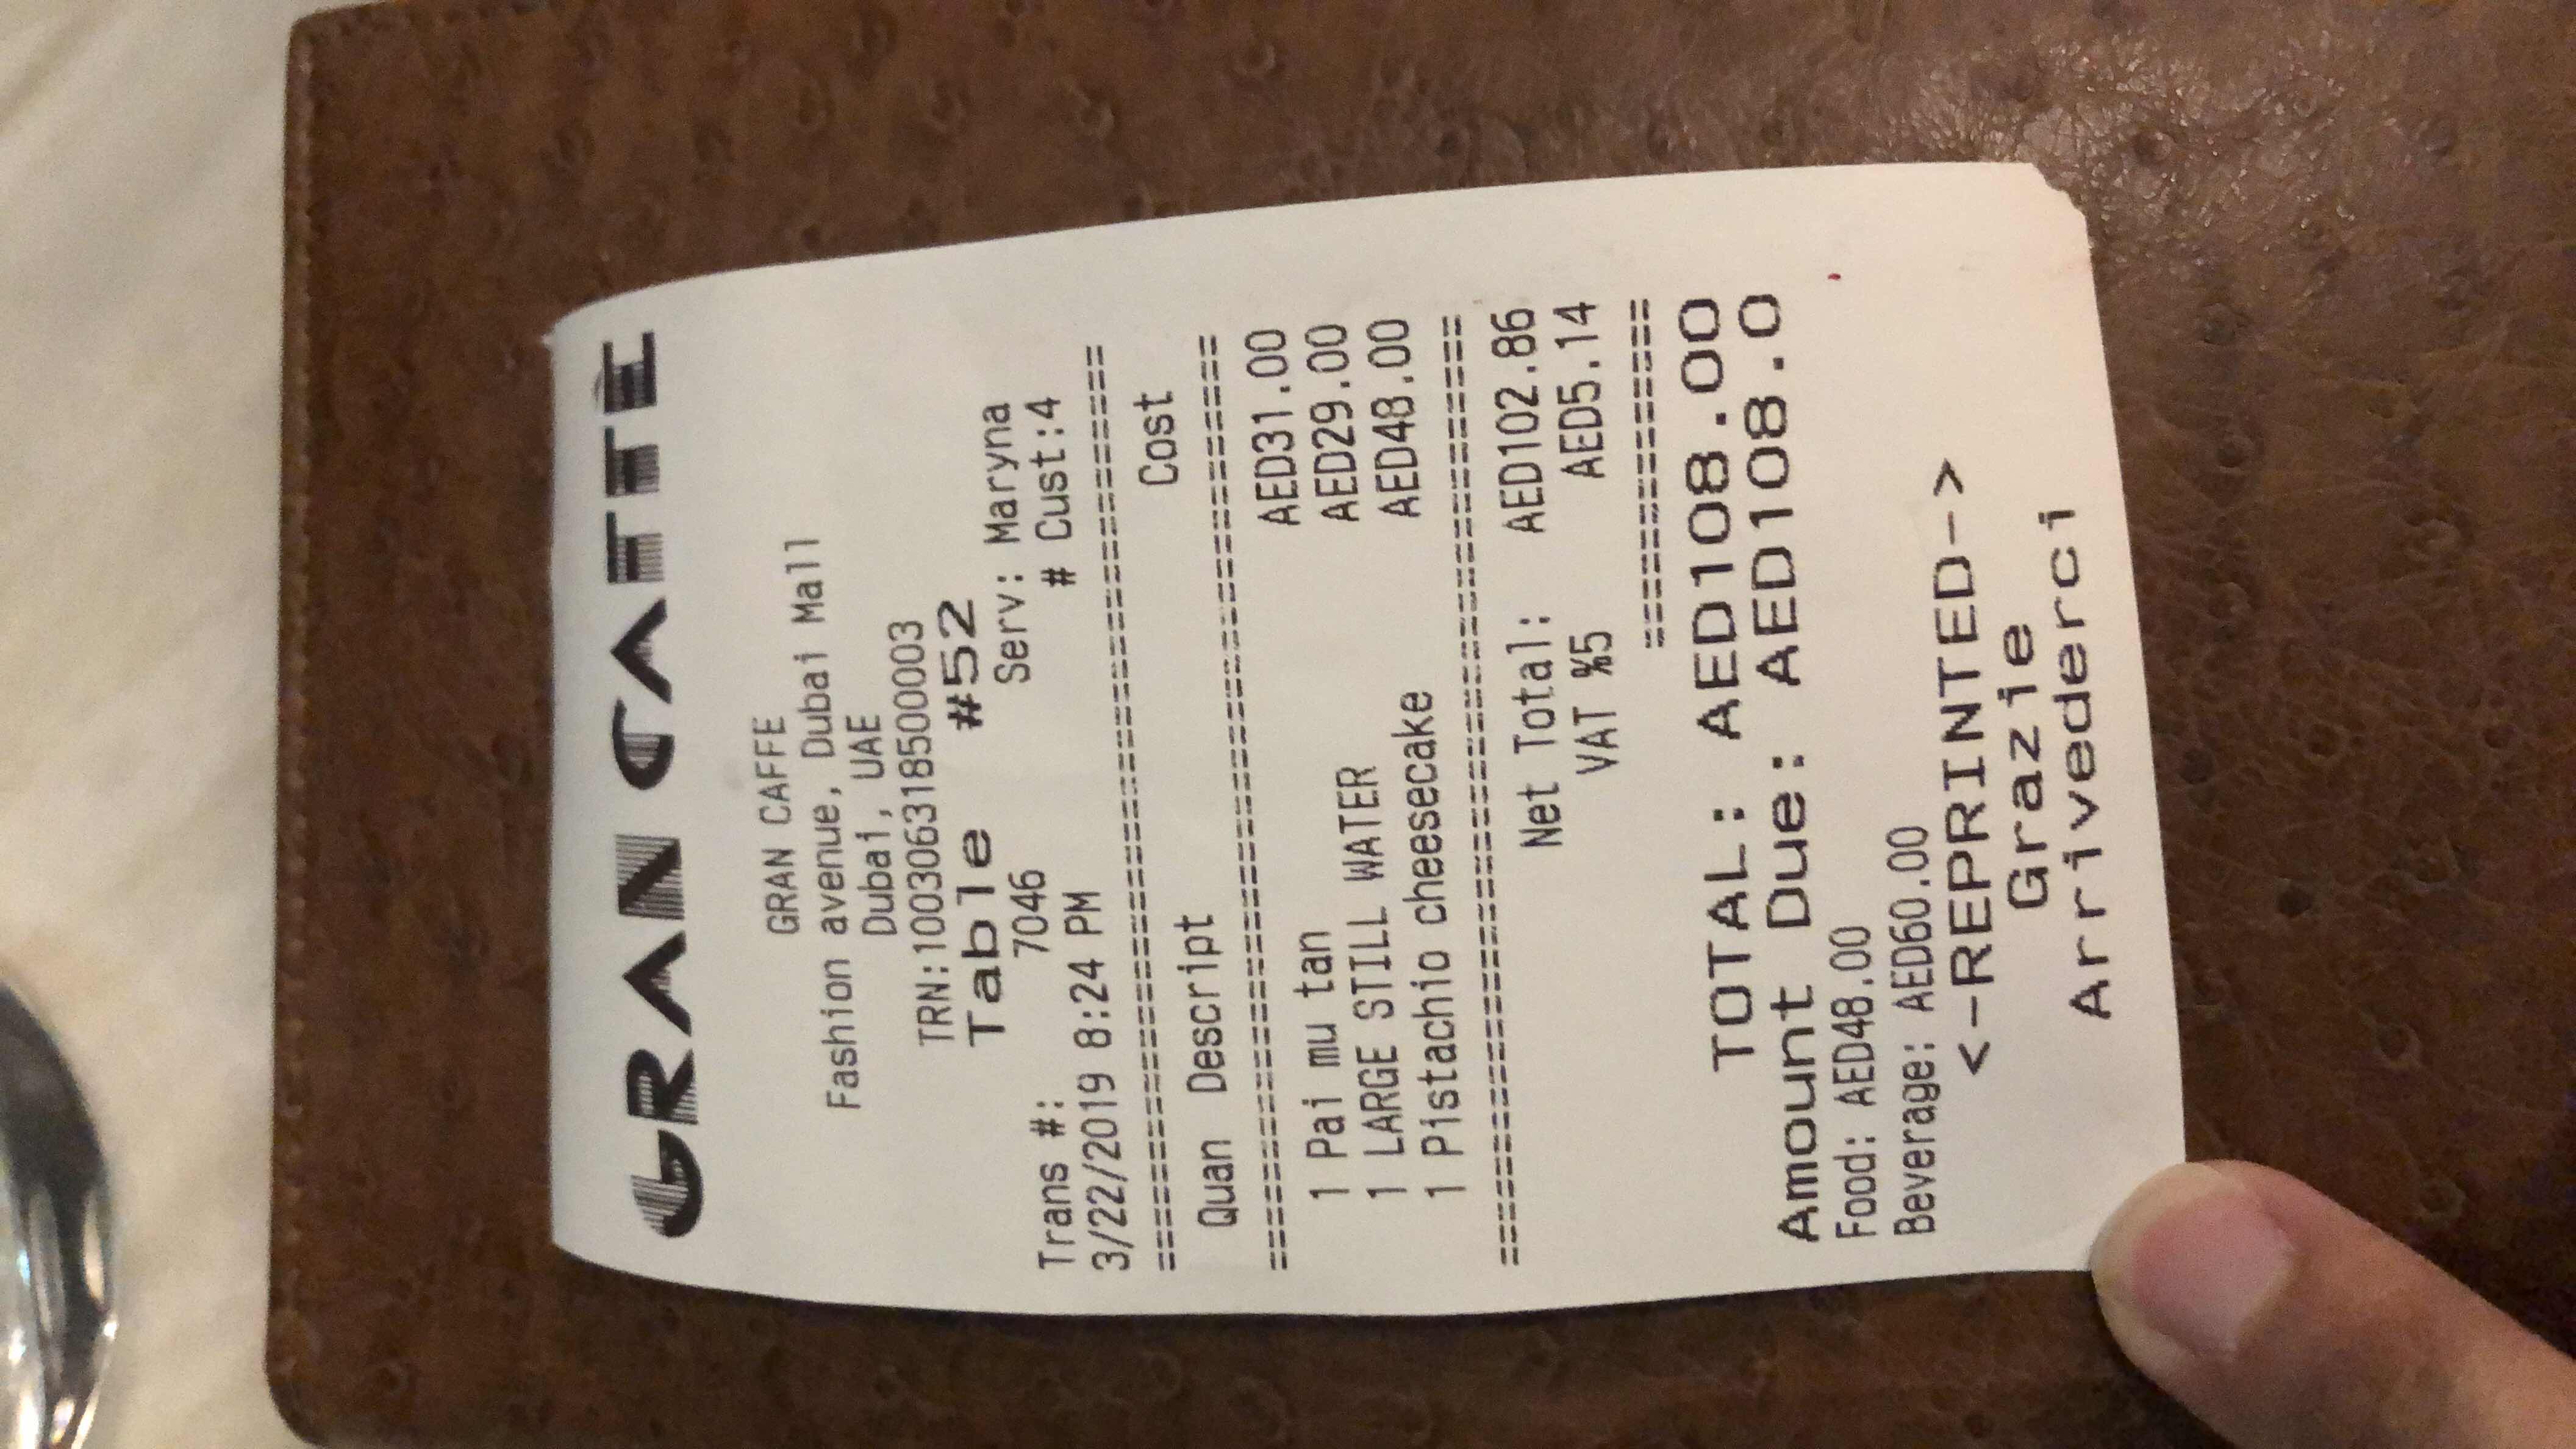 GRAN CAFFÈ
GRAN CAFFE
Fashion avenue, Dubai Mall
Dubai, UAE
TRN:100306318500003
Table #52
Trans #: 7046 Serv: Maryna
3/22/2019 8:24 PM # Cust:4
==================================
Quan Descript Cost
==================================
1 Pai mu tan AED31.00
1 LARGE STILL WATER AED29.00
1 Pistachio cheesecake AED48.00
==================================
Net Total: AED102.86
VAT %5 AED5.14
=============
TOTAL: AED108.00
Amount Due: AED108.0
Food: AED48.00
Beverage: AED60.00
<-REPRINTED->
Grazie
Arrivederci